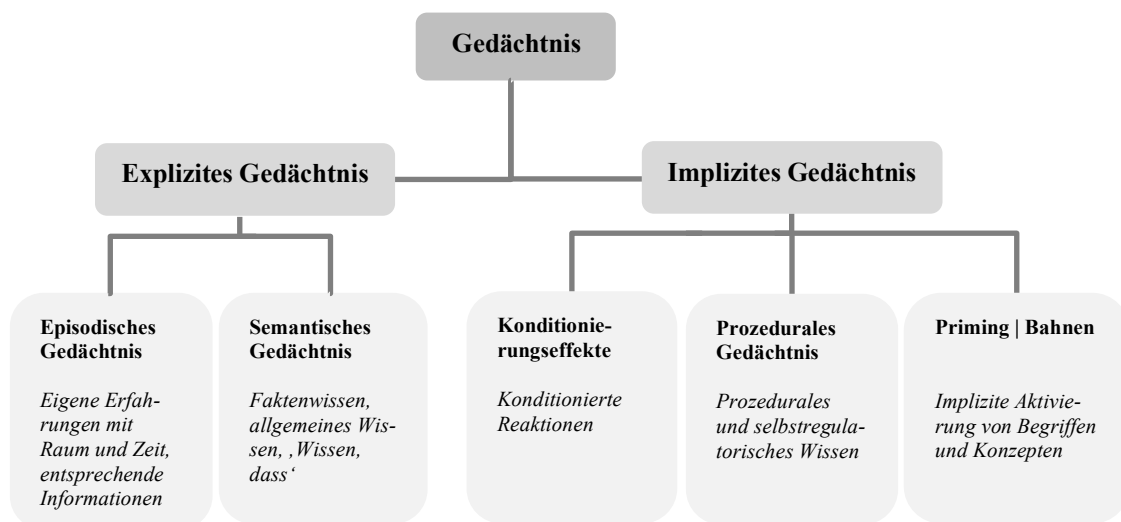 Gedächtnis
Explizites Gedächtnis
Implizites Gedächtnis
Episodisches
Gedächtnis
Eigene Erfah-
rungen mit
Raum und Zeit,
entsprechende
Informationen
Semantisches
Gedächtnis
Faktenwissen,
allgemeines Wis-
sen, ‚Wissen,
dass‘
Konditionie-
rungseffekte
Konditionierte
Reaktionen
Prozedurales
Gedächtnis
Prozedurales
und selbstregula-
torisches Wissen
Priming | Bahnen
Implizite Aktivie-
rung von Begriffen
und Konzepten